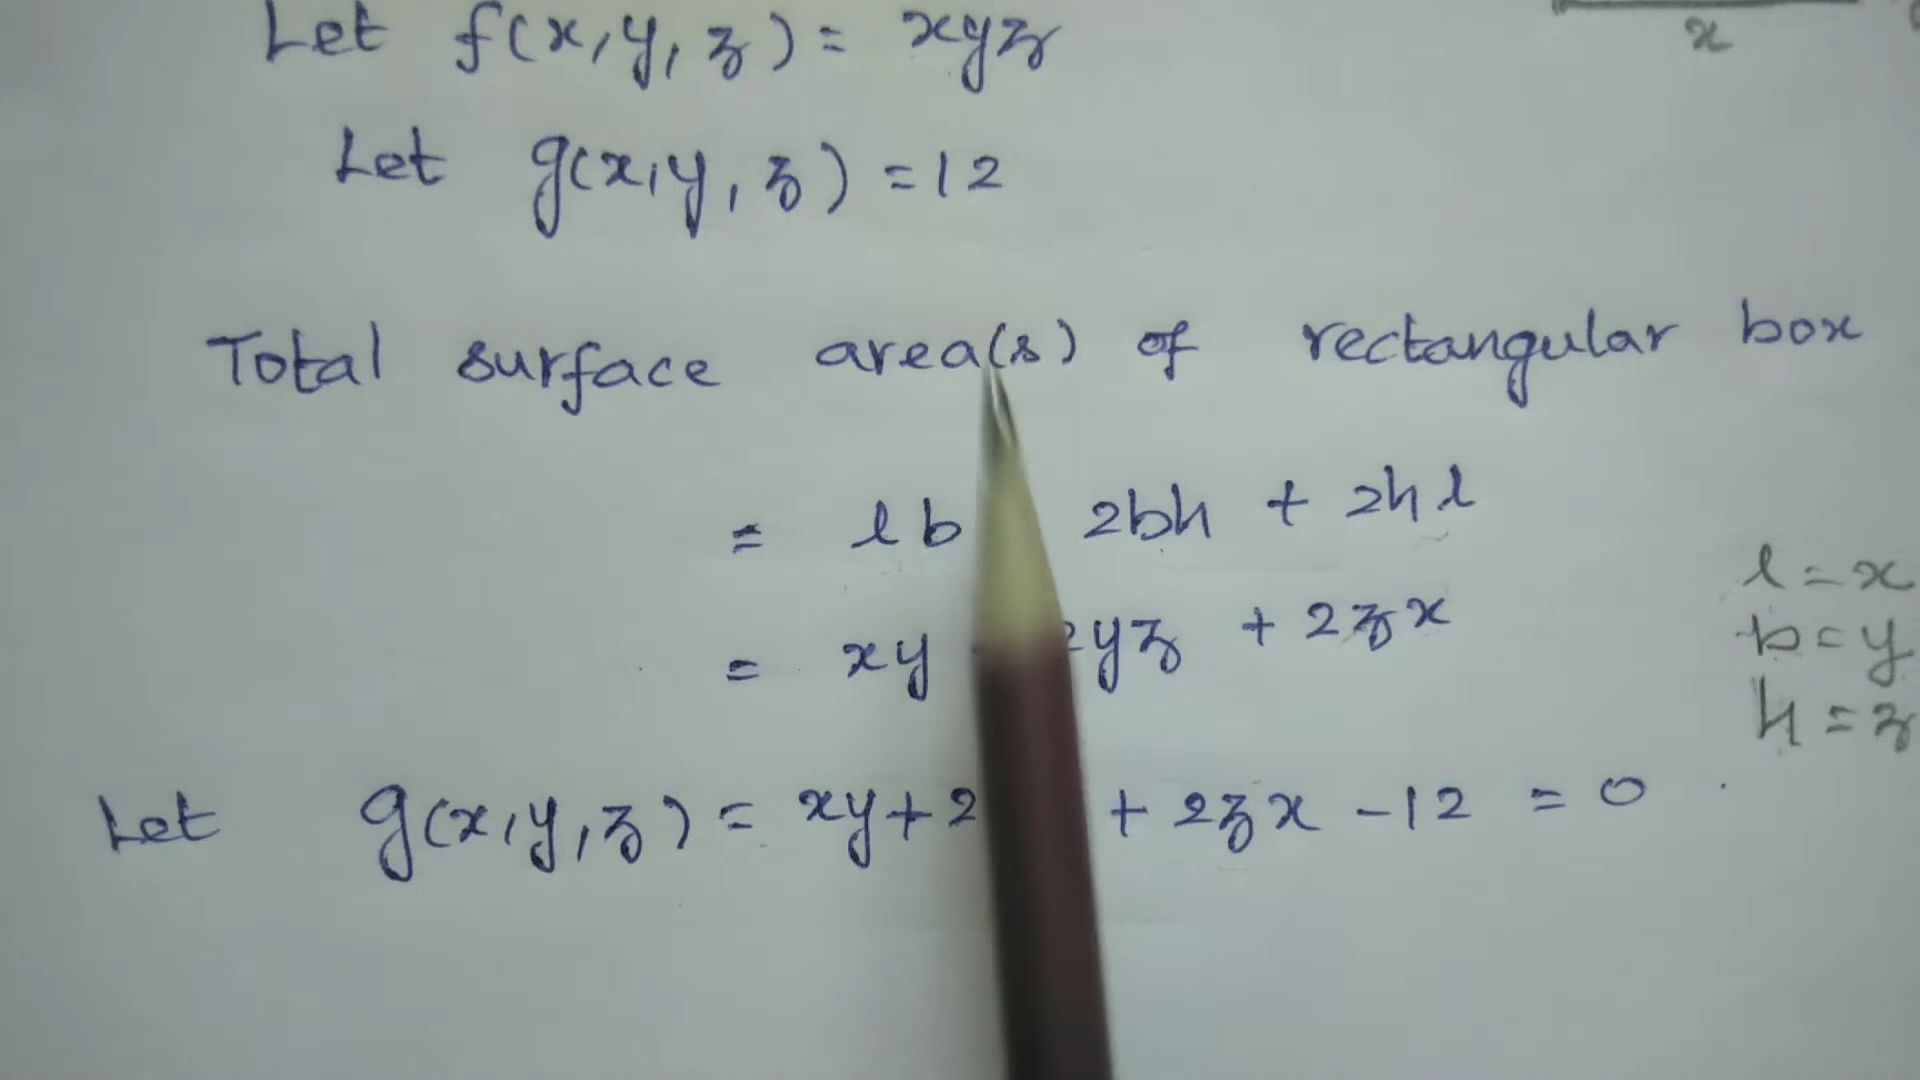 Let f(x,y,z) = xyz
x
Let g(x,y,z) = 12
Total surface area(s) of rectangular box
= lb 2bh + 2hl
l = x
= xy 2yz + 2zx
b = y
h = z
Let g(x,y,z) = xy + 2 + 2zx - 12 = 0